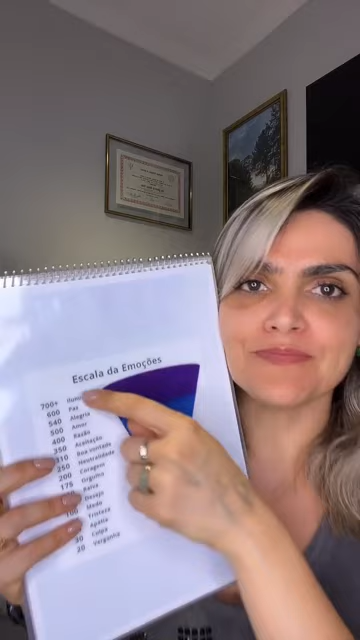 Escala da Emoções
700+
600 Paz
540 Alegria
500 Amor
400 Razão
350 Aceitação
310 Boa vontade
250 Neutralidade
200 Coragem
175 Orgulho
Raiva
Desejo
100 Medo
Tristeza
Apatia
30 Culpa
20 Vergonha